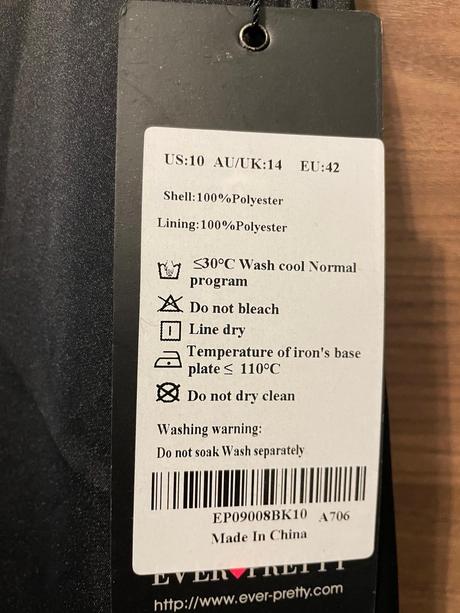 US:10 AU/UK:14 EU:42
Shell:100%Polyester
Lining:100%Polyester
≤30°C Wash cool Normal
program
Do not bleach
Line dry
Temperature of iron's base
plate ≤ 110°C
Do not dry clean
Washing warning:
Do not soak Wash separately
EP09008BK10 A706
Made In China
EVER PRETTY
http://www.ever-pretty.com